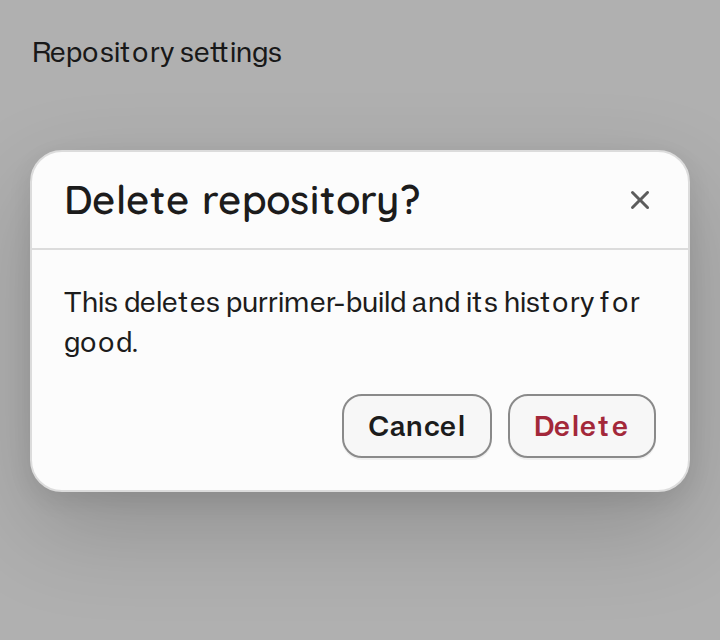 Repository settings
Delete repository?
This deletes purrimer-build and its history for
good.
Cancel
Delete